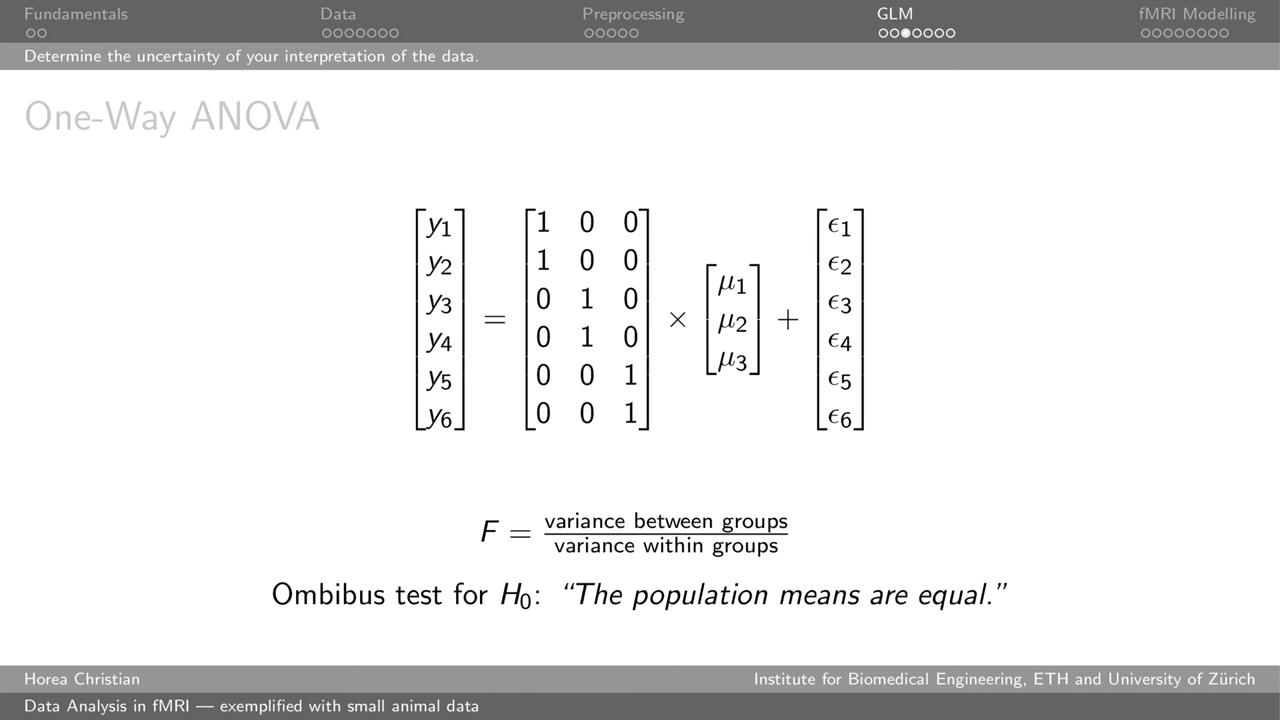 Fundamentals Data Preprocessing GLM fMRI Modelling
Determine the uncertainty of your interpretation of the data.
One-Way ANOVA
[y₁ y₂ y₃ y₄ y₅ y₆] = [1 0 0; 1 0 0; 0 1 0; 0 1 0; 0 0 1; 0 0 1] × [μ₁ μ₂ μ₃] + [ϵ₁ ϵ₂ ϵ₃ ϵ₄ ϵ₅ ϵ₆]
F = variance between groups / variance within groups
Ombibus test for H₀: “The population means are equal.”
Horea Christian Institute for Biomedical Engineering, ETH and University of Zürich
Data Analysis in fMRI — exemplified with small animal data